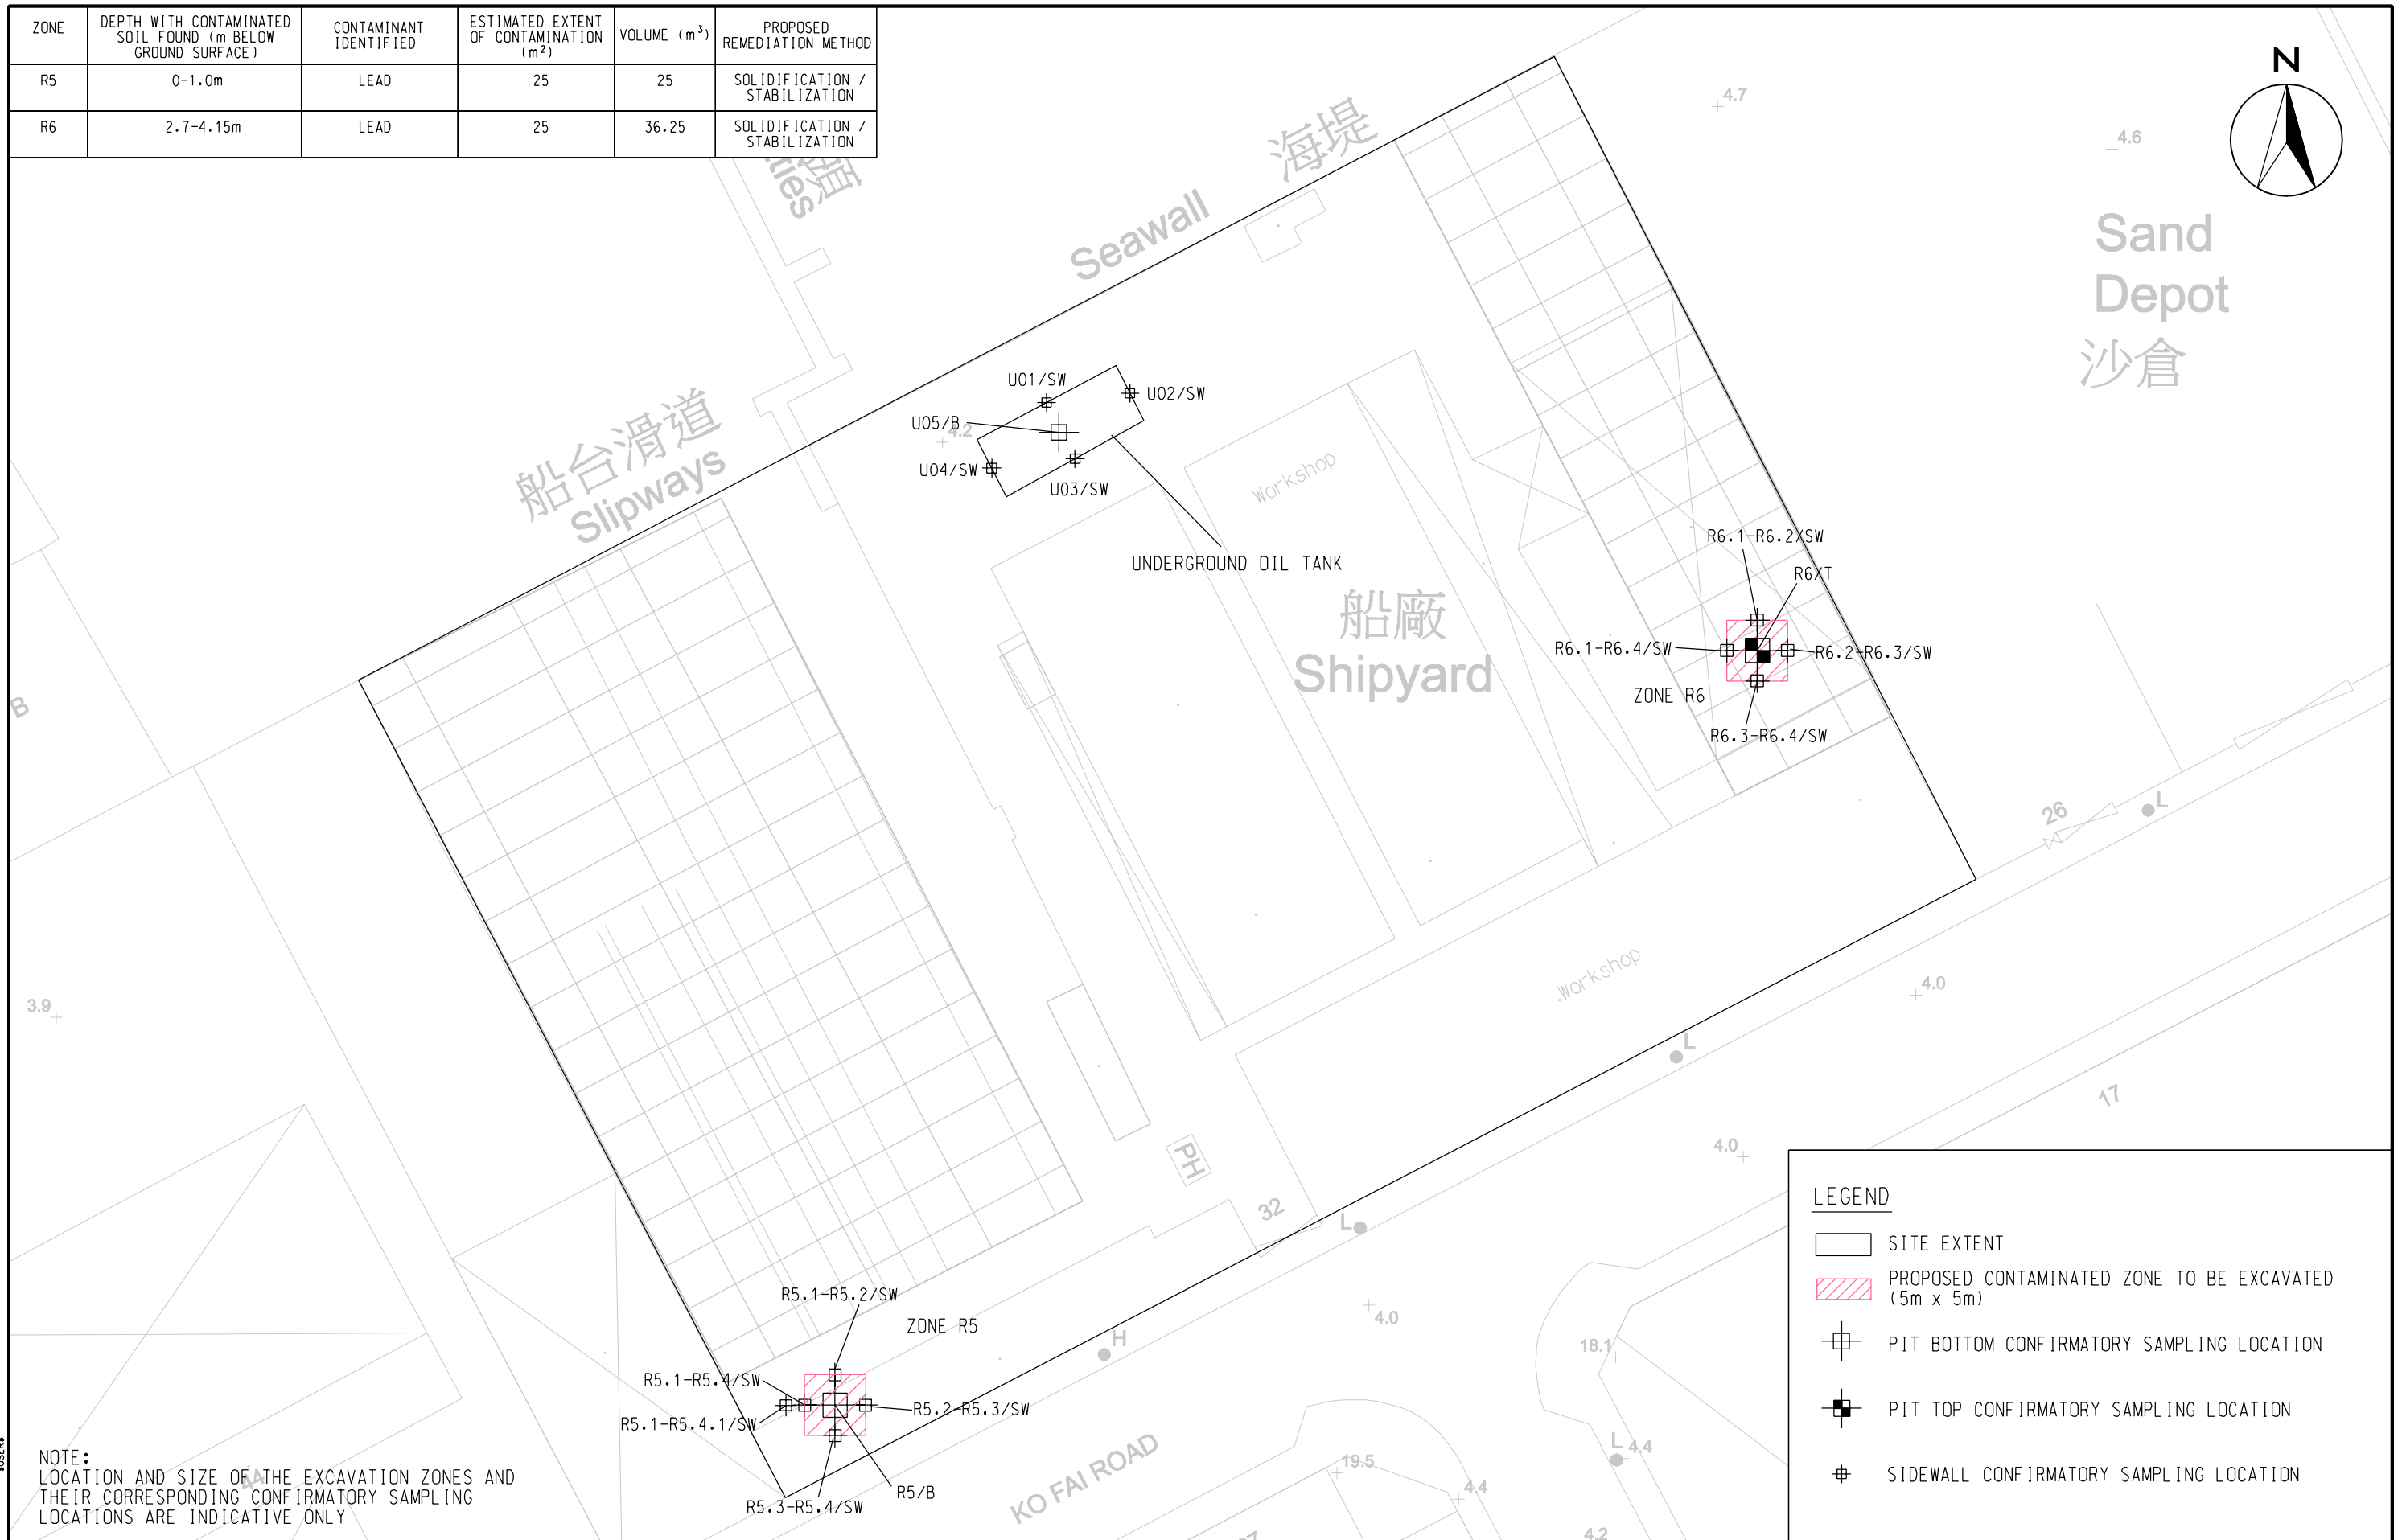 ZONE
DEPTH WITH CONTAMINATED
SOIL FOUND (m BELOW
GROUND SURFACE)
CONTAMINANT
IDENTIFIED
ESTIMATED EXTENT
OF CONTAMINATION
(m²)
VOLUME (m³)
PROPOSED
REMEDIATION METHOD
R5
0-1.0m
LEAD
25
25
SOLIDIFICATION /
STABILIZATION
R6
2.7-4.15m
LEAD
25
36.25
SOLIDIFICATION /
STABILIZATION
N
4.7
4.6
海堤
Seawall
Sand
Depot
沙倉
船台滑道
Slipways
U01/SW
U02/SW
U05/B
4.2
U04/SW
U03/SW
Workshop
UNDERGROUND OIL TANK
船廠
Shipyard
R6.1-R6.2/SW
R6/T
R6.1-R6.4/SW
R6.2-R6.3/SW
ZONE R6
R6.3-R6.4/SW
B
26
L
3.9
.Workshop
4.0
L
17
4.0
PH
32
L
4.0
H
18.1
R5.1-R5.2/SW
ZONE R5
R5.1-R5.4/SW
R5.2-R5.3/SW
R5.1-R5.4.1/SW
R5/B
R5.3-R5.4/SW
KO FAI ROAD
19.5
L 4.4
4.4
4.2
44
NOTE:
LOCATION AND SIZE OF THE EXCAVATION ZONES AND
THEIR CORRESPONDING CONFIRMATORY SAMPLING
LOCATIONS ARE INDICATIVE ONLY
LEGEND
SITE EXTENT
PROPOSED CONTAMINATED ZONE TO BE EXCAVATED
(5m x 5m)
PIT BOTTOM CONFIRMATORY SAMPLING LOCATION
PIT TOP CONFIRMATORY SAMPLING LOCATION
SIDEWALL CONFIRMATORY SAMPLING LOCATION